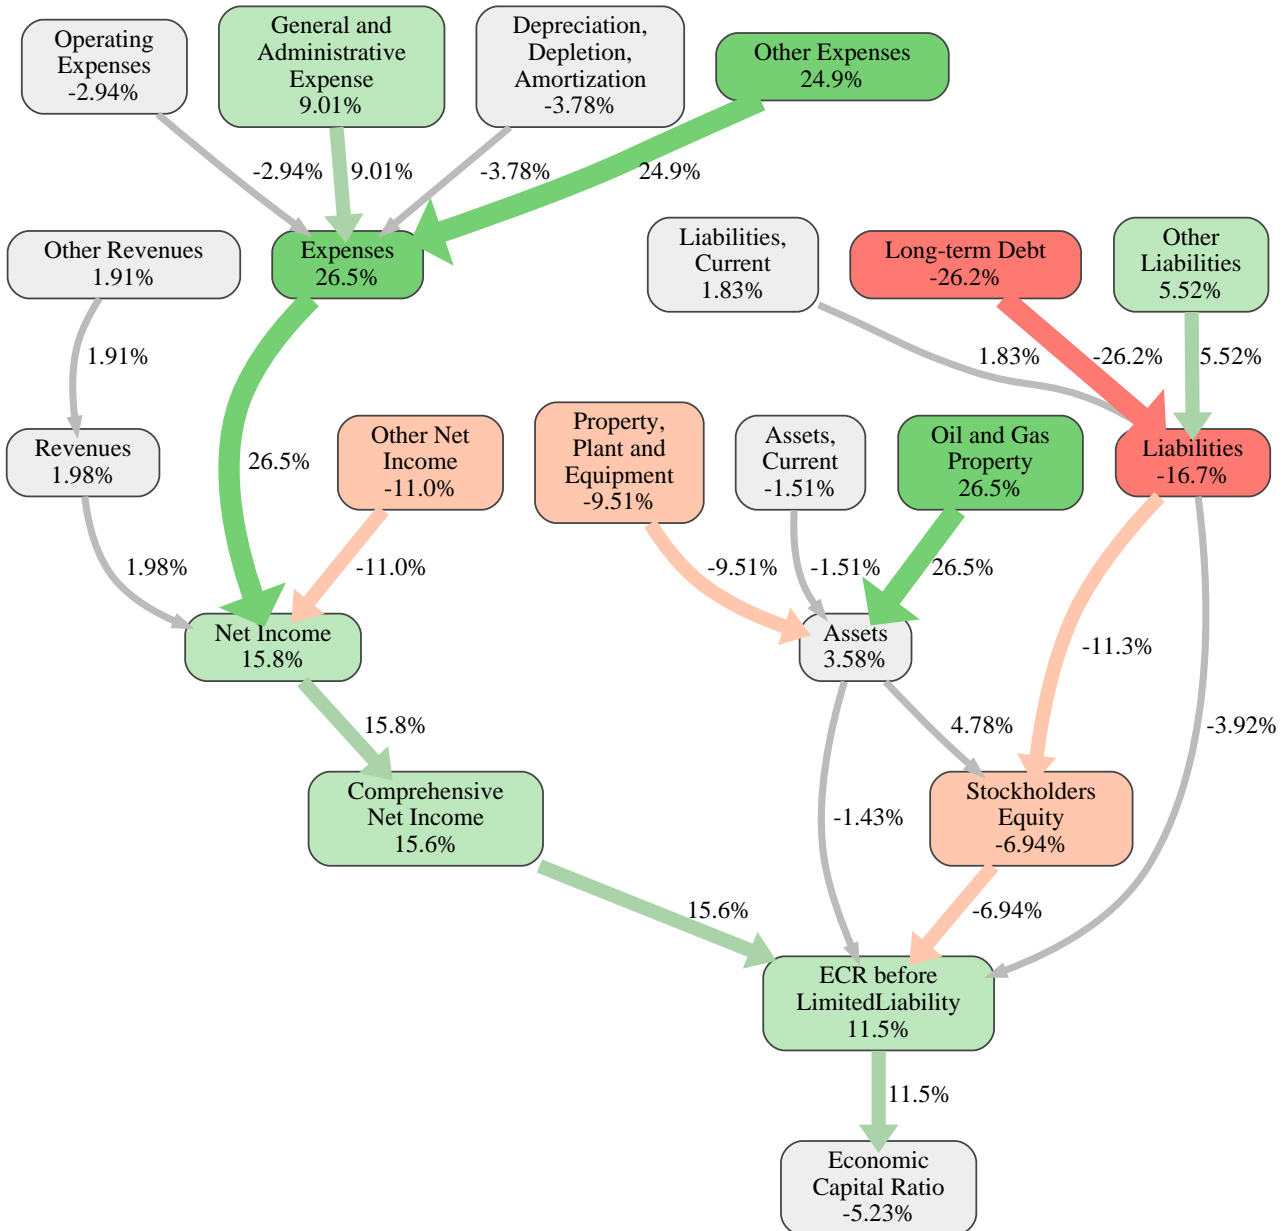 Operating
Expenses
-2.94%
General and
Administrative
Expense
9.01%
Depreciation,
Depletion,
Amortization
-3.78%
Other Expenses
24.9%
-2.94%
9.01%
-3.78%
24.9%
Other Revenues
1.91%
Expenses
26.5%
Liabilities,
Current
1.83%
Long-term Debt
-26.2%
Other
Liabilities
5.52%
1.91%
1.83%
-26.2%
5.52%
Revenues
1.98%
26.5%
Other Net
Income
-11.0%
Property,
Plant and
Equipment
-9.51%
Assets,
Current
-1.51%
Oil and Gas
Property
26.5%
Liabilities
-16.7%
1.98%
-11.0%
-9.51%
-1.51%
26.5%
Net Income
15.8%
Assets
3.58%
-11.3%
15.8%
4.78%
-3.92%
Comprehensive
Net Income
15.6%
-1.43%
Stockholders
Equity
-6.94%
15.6%
-6.94%
ECR before
LimitedLiability
11.5%
11.5%
Economic
Capital Ratio
-5.23%